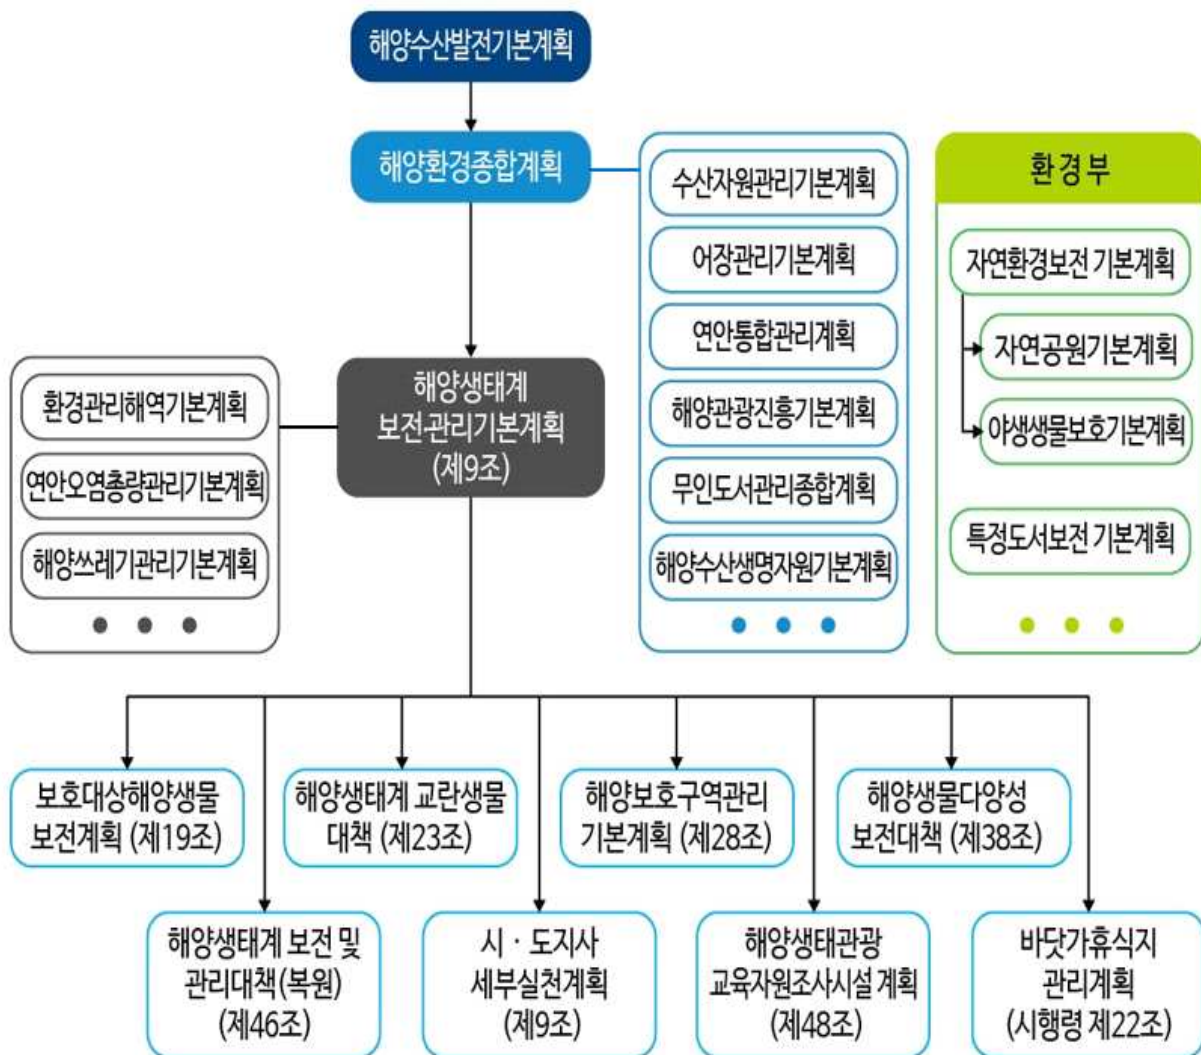 해양수산발전기본계획
해양환경종합계획
수산자원관리기본계획
어장관리기본계획
연안통합관리계획
해양관광진흥기본계획
무인도서관리종합계획
해양수산생명자원기본계획
환경부
자연환경보전 기본계획
자연공원기본계획
야생생물보호기본계획
특정도서보전 기본계획
환경관리해역기본계획
연안오염총량관리기본계획
해양쓰레기관리기본계획
해양생태계
보전·관리기본계획
(제9조)
보호대상해양생물
보전계획 (제19조)
해양생태계 교란생물
대책 (제23조)
해양보호구역관리
기본계획 (제28조)
해양생물다양성
보전대책 (제38조)
해양생태계 보전 및
관리대책(복원)
(제46조)
시 · 도지사
세부실천계획
(제9조)
해양생태관광
교육자원조사시설 계획
(제48조)
바닷가휴식지
관리계획
(시행령 제22조)